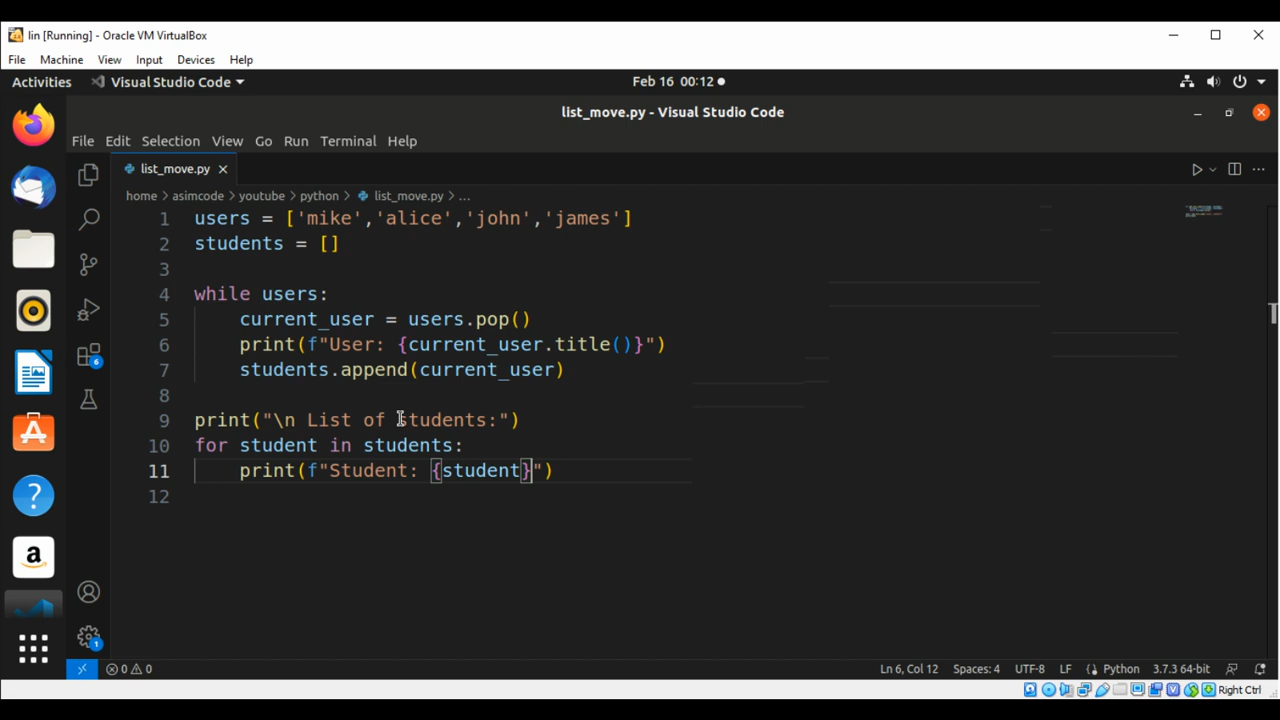 lin [Running] - Oracle VM VirtualBox
File Machine View Input Devices Help
Activities Visual Studio Code Feb 16 00:12
list_move.py - Visual Studio Code
File Edit Selection View Go Run Terminal Help
list_move.py
home > asimcode > youtube > python > list_move.py > ...
1 users = ['mike','alice','john','james']
2 students = []
3
4 while users:
5     current_user = users.pop()
6     print(f"User: {current_user.title()}")
7     students.append(current_user)
8
9 print("\n List of students:")
10 for student in students:
11     print(f"Student: {student}")
12
6
a
1
0 0 Ln 6, Col 12 Spaces: 4 UTF-8 LF Python 3.7.3 64-bit
Right Ctrl